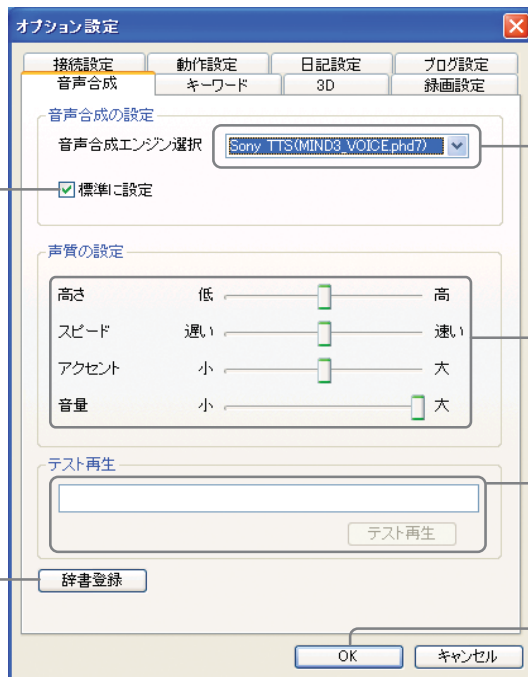 オプション設定
接続設定 動作設定 日記設定 ブログ設定
音声合成 キーワード 3D 録画設定
音声合成の設定
音声合成エンジン選択 Sony TTS(MIND3_VOICE.phd7)
標準に設定
声質の設定
高さ 低 高
スピード 遅い 速い
アクセント 小 大
音量 小 大
テスト再生
テスト再生
辞書登録
OK キャンセル